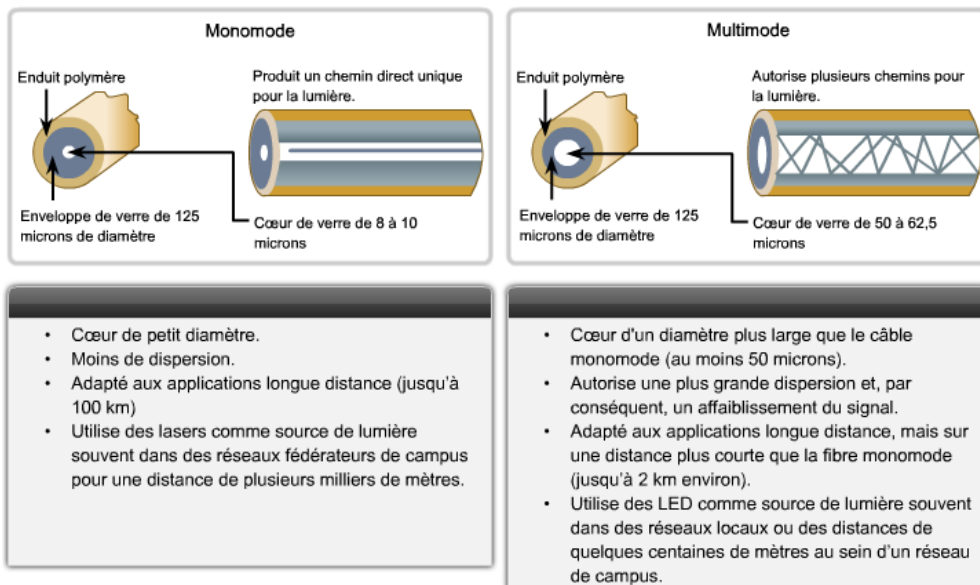 Monomode
Enduit polymère
Produit un chemin direct unique
pour la lumière.
Enveloppe de verre de 125
microns de diamètre
Cœur de verre de 8 à 10
microns
Multimode
Enduit polymère
Autorise plusieurs chemins pour
la lumière.
Enveloppe de verre de 125
microns de diamètre
Cœur de verre de 50 à 62,5
microns
• Cœur de petit diamètre.
• Moins de dispersion.
• Adapté aux applications longue distance (jusqu'à
100 km)
• Utilise des lasers comme source de lumière
souvent dans des réseaux fédérateurs de campus
pour une distance de plusieurs milliers de mètres.
• Cœur d'un diamètre plus large que le câble
monomode (au moins 50 microns).
• Autorise une plus grande dispersion et, par
conséquent, un affaiblissement du signal.
• Adapté aux applications longue distance, mais sur
une distance plus courte que la fibre monomode
(jusqu'à 2 km environ).
• Utilise des LED comme source de lumière souvent
dans des réseaux locaux ou des distances de
quelques centaines de mètres au sein d'un réseau
de campus.